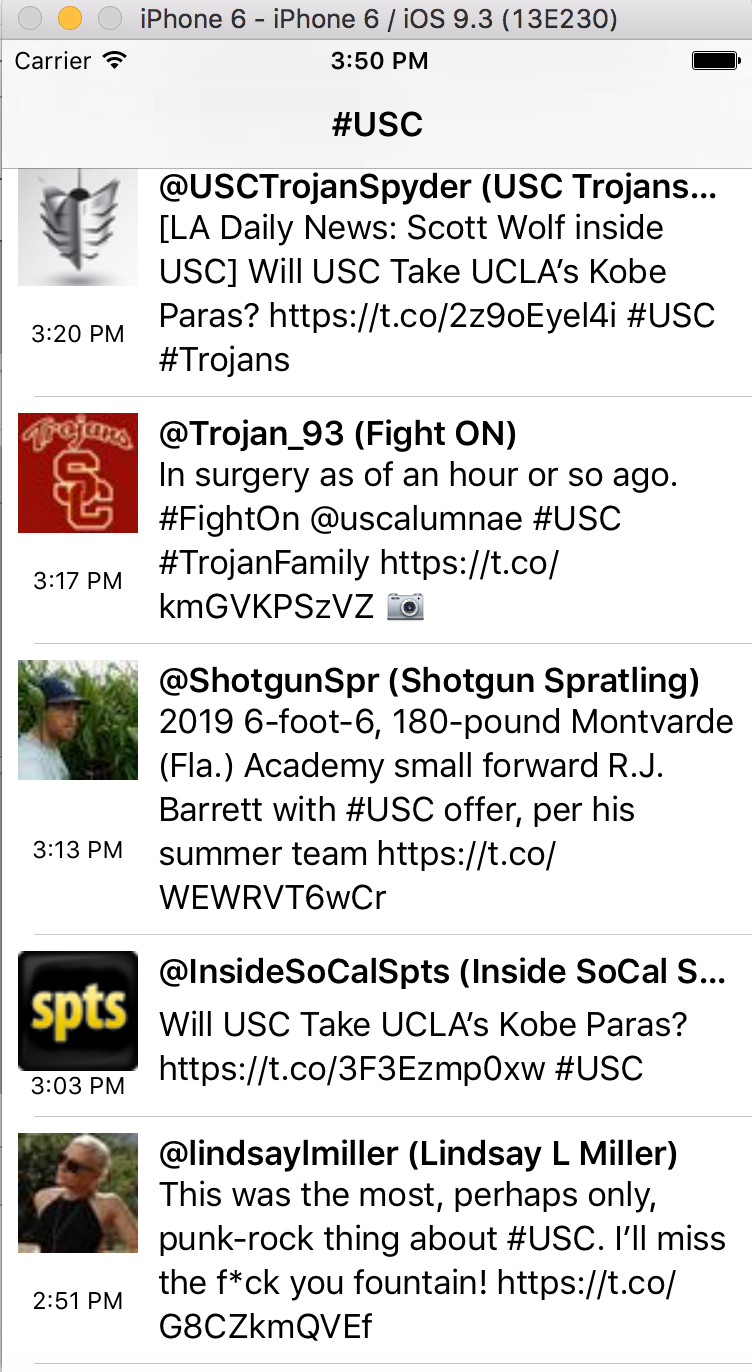 iPhone 6 - iPhone 6 / iOS 9.3 (13E230)
Carrier 3:50 PM
#USC
@USCTrojanSpyder (USC Trojans...
[LA Daily News: Scott Wolf inside
USC] Will USC Take UCLA’s Kobe
Paras? https://t.co/2z9oEyel4i #USC
#Trojans
3:20 PM
Trojans
SC
@Trojan_93 (Fight ON)
In surgery as of an hour or so ago.
#FightOn @uscalumnae #USC
#TrojanFamily https://t.co/
kmGVKPSzVZ 📷
3:17 PM
@ShotgunSpr (Shotgun Spratling)
2019 6-foot-6, 180-pound Montvarde
(Fla.) Academy small forward R.J.
Barrett with #USC offer, per his
summer team https://t.co/
WEWRVT6wCr
3:13 PM
spts
@InsideSoCalSpts (Inside SoCal S...
Will USC Take UCLA’s Kobe Paras?
https://t.co/3F3Ezmp0xw #USC
3:03 PM
@lindsaylmiller (Lindsay L Miller)
This was the most, perhaps only,
punk-rock thing about #USC. I’ll miss
the f*ck you fountain! https://t.co/
G8CZkmQVEf
2:51 PM